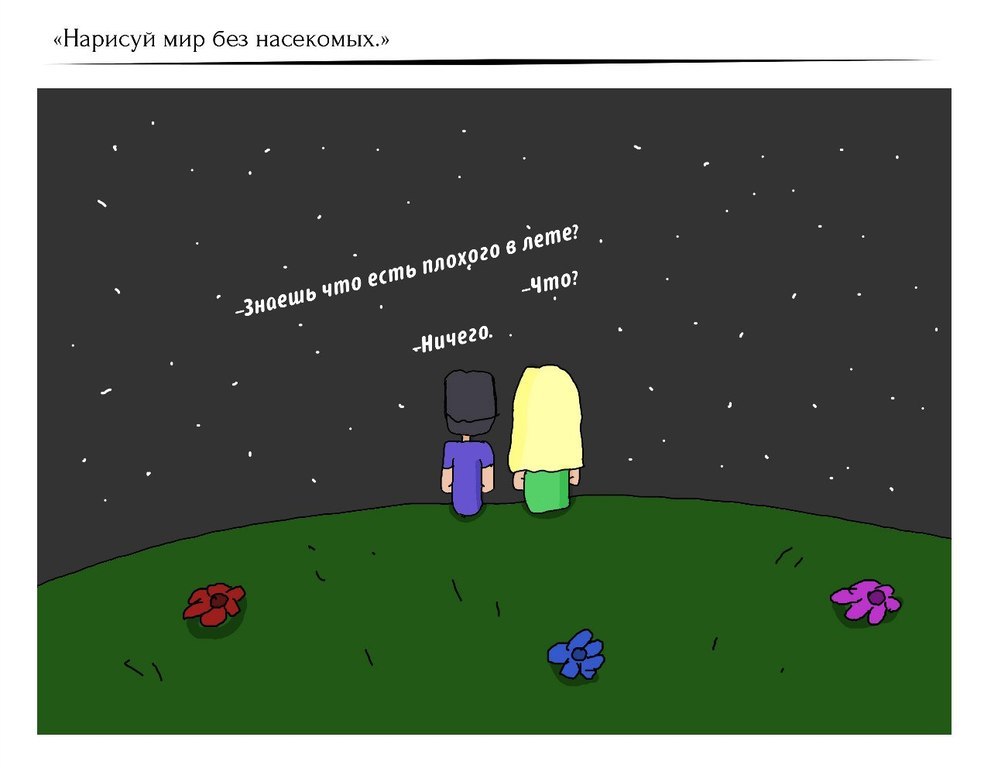 «Нарисуй мир без насекомых.»
–Знаешь что есть плохого в лете?
–Что?
–Ничего.